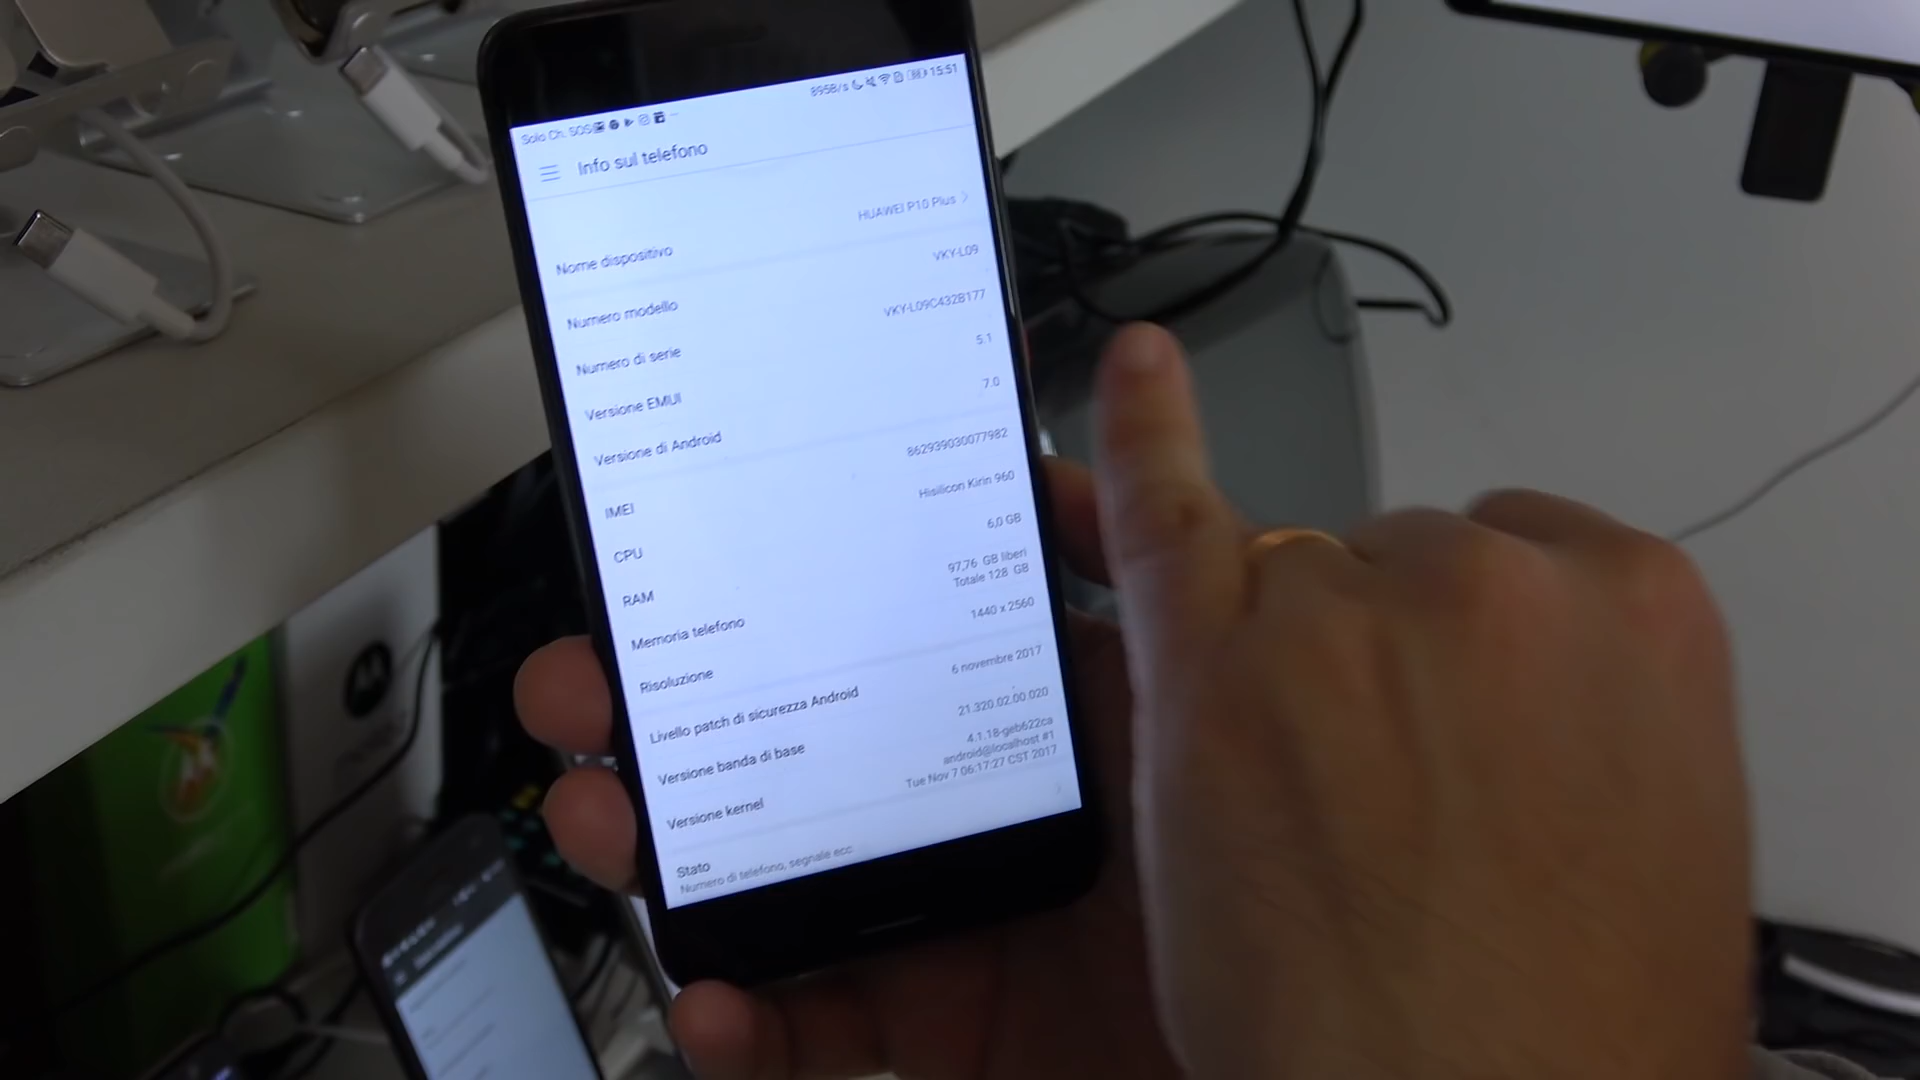 Solo Ch. SOS 895B/s 15:51
Info sul telefono
Nome dispositivo HUAWEI P10 Plus
Numero modello VKY-L09
Numero di serie VKY-L09C432B177
Versione EMUI 5.1
Versione di Android 7.0
IMEI 862939030077982
CPU Hisilicon Kirin 960
RAM 6,0 GB
Memoria telefono 97,76 GB liberi
Totale 128 GB
Risoluzione 1440 x 2560
Livello patch di sicurezza Android 6 novembre 2017
Versione banda di base 21.320.02.00.020
Versione kernel 4.1.18-geb622ca
android@localhost #1
Tue Nov 7 06:17:27 CST 2017
Stato
Numero di telefono, segnale ecc.